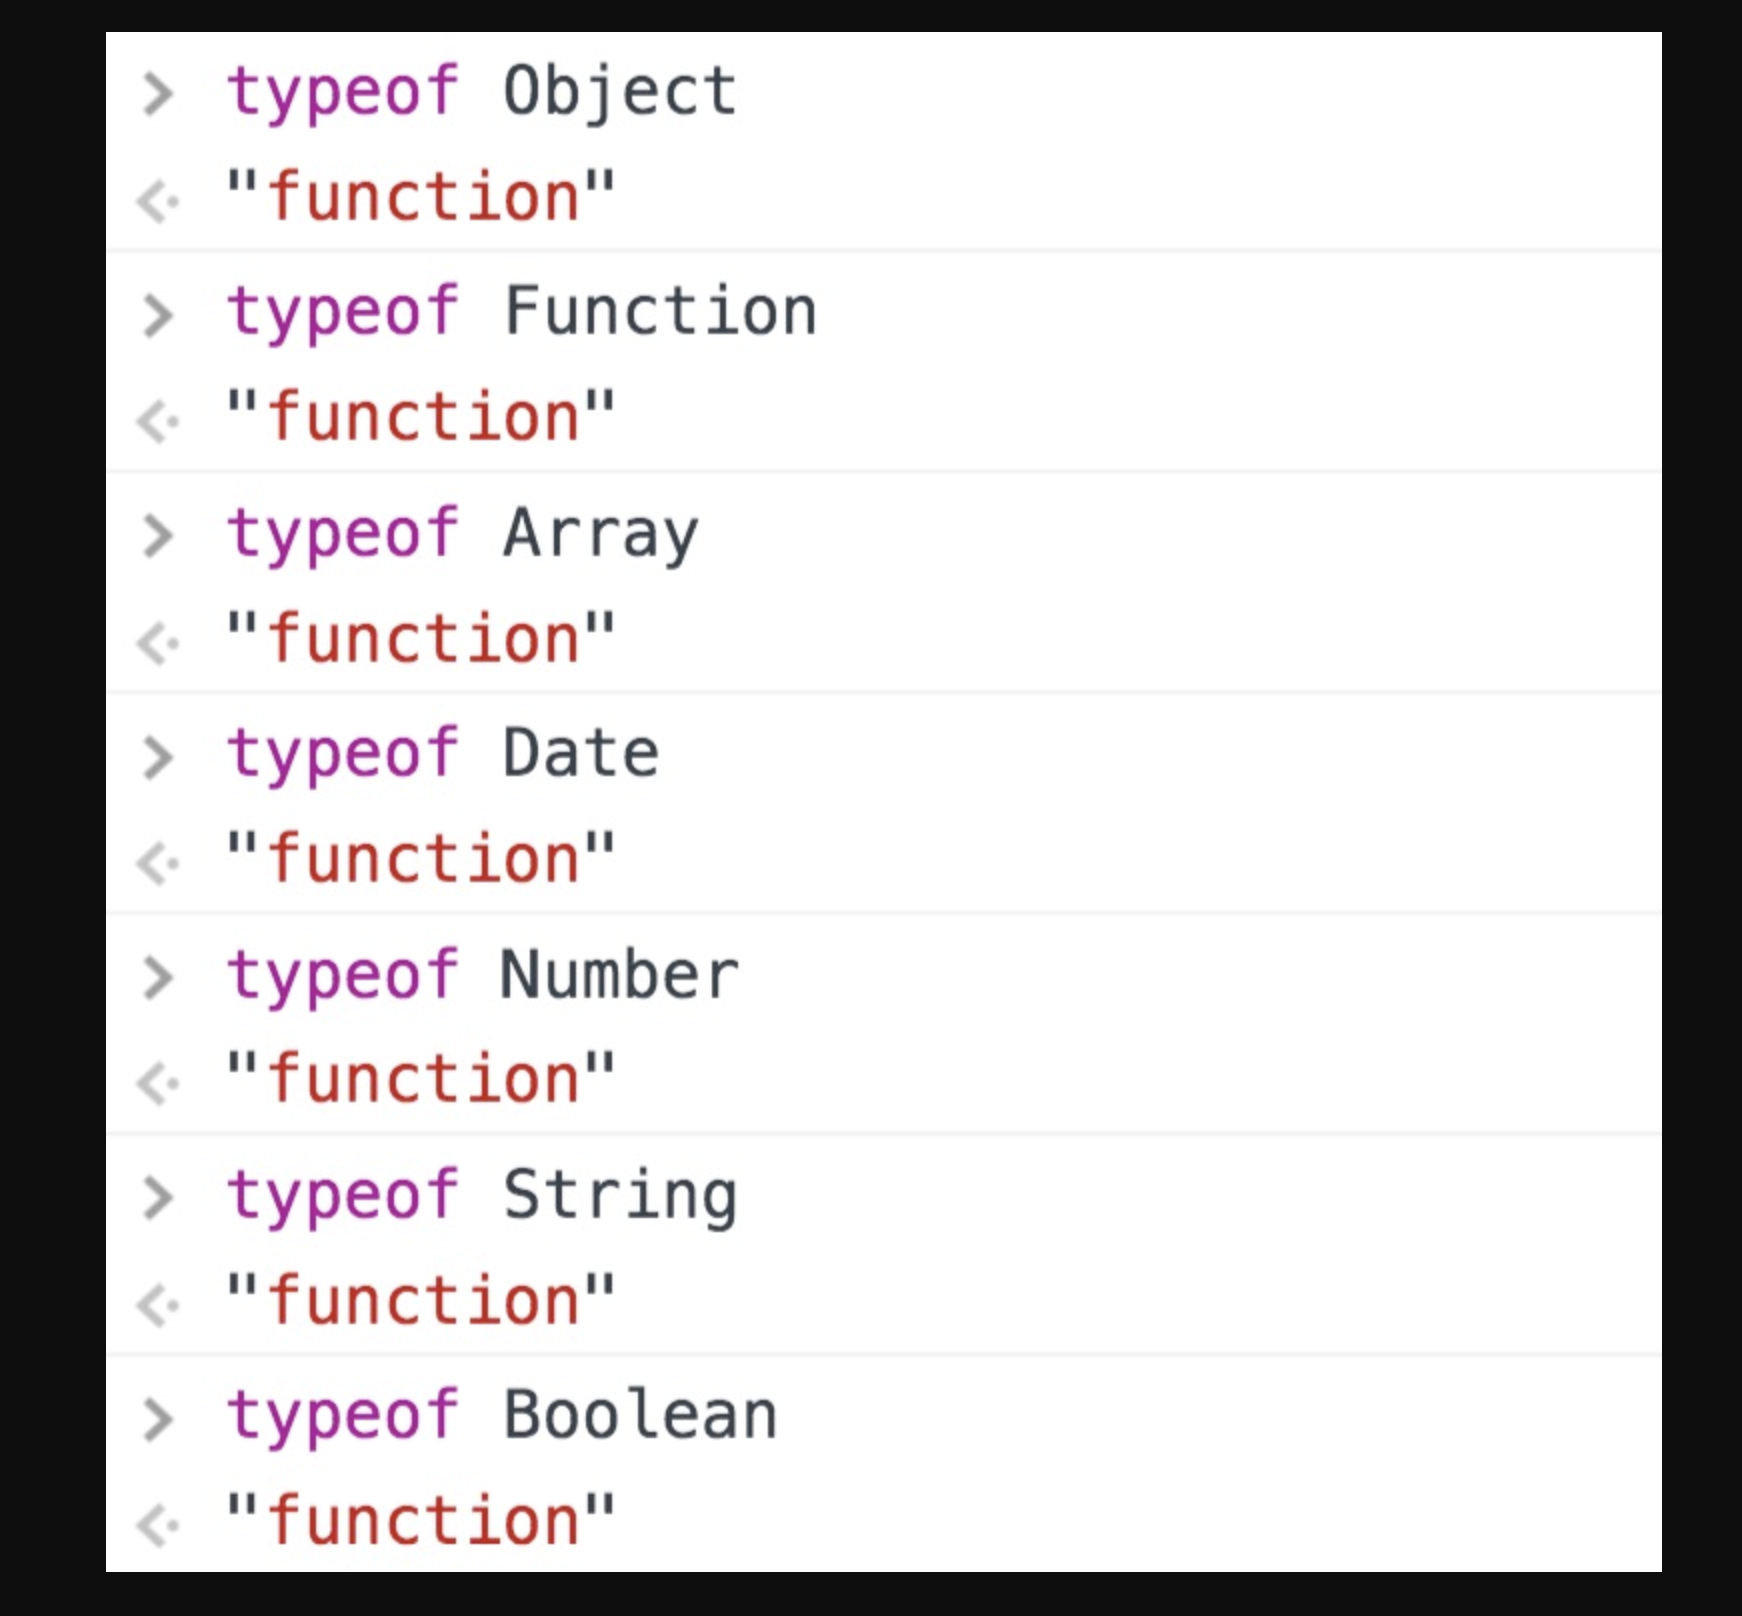 > typeof Object
<· "function"
> typeof Function
<· "function"
> typeof Array
<· "function"
> typeof Date
<· "function"
> typeof Number
<· "function"
> typeof String
<· "function"
> typeof Boolean
<· "function"